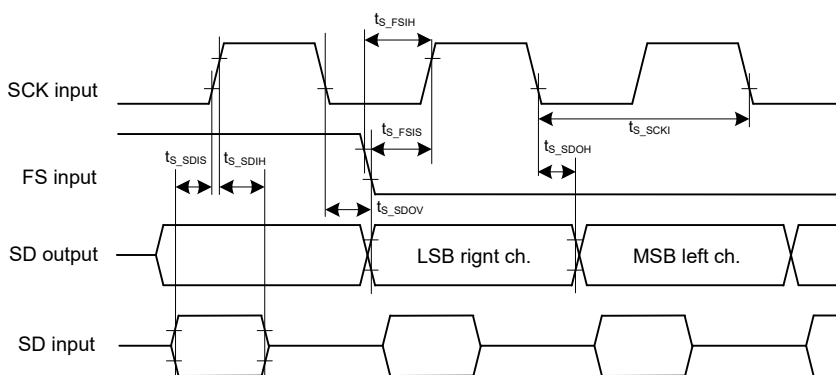 t_S_FSIH
SCK input
t_S_SCKI
t_S_SDIS t_S_SDIH t_S_FSIS t_S_SDOH
FS input
t_S_SDOV
SD output LSB rignt ch. MSB left ch.
SD input